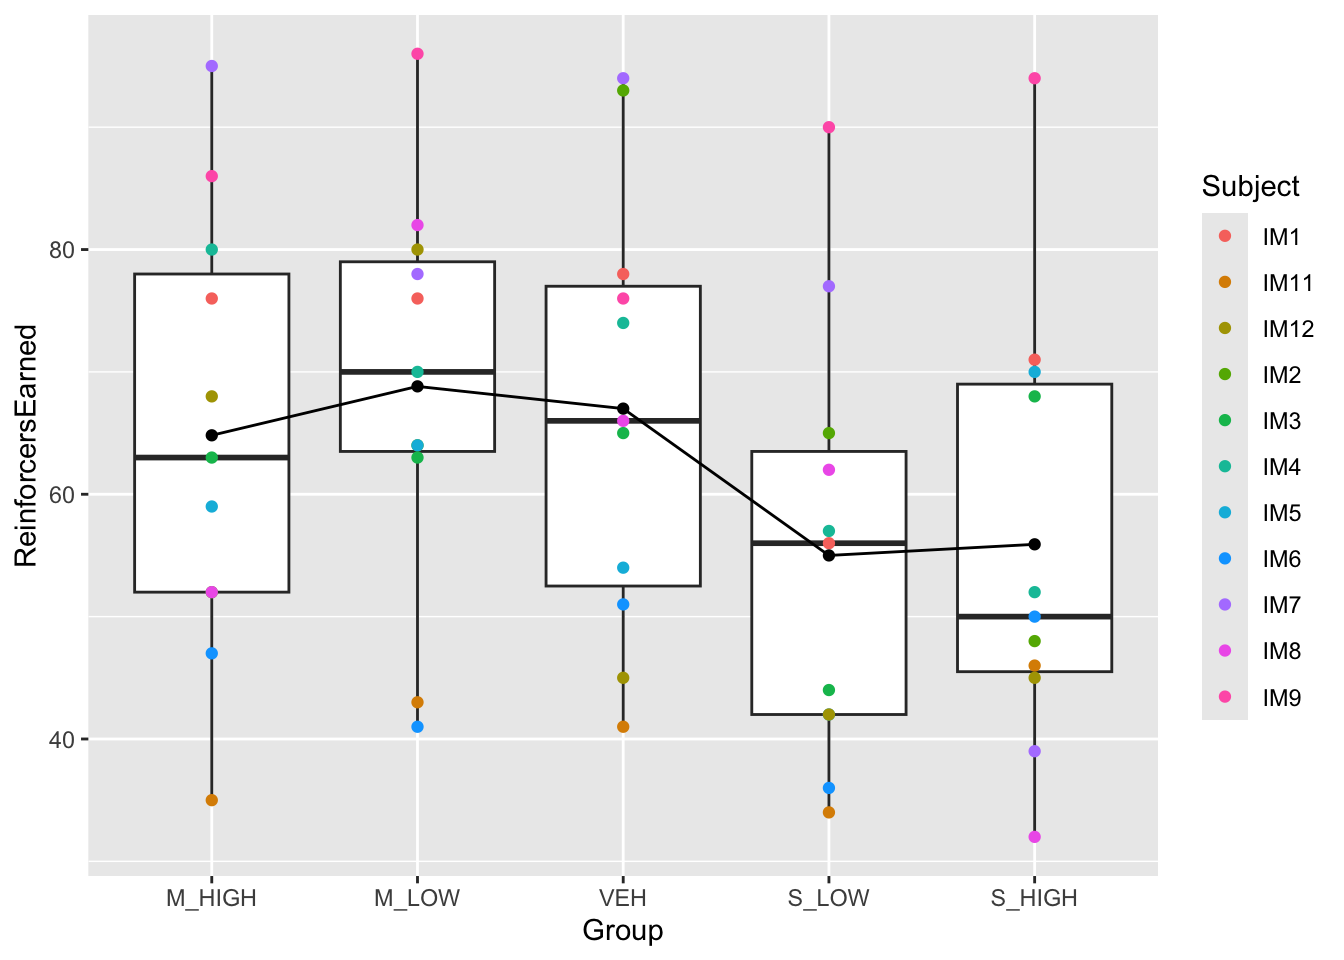 ReinforcersEarned
80
60
40
M_HIGH
M_LOW
VEH
S_LOW
S_HIGH
Group
Subject
IM1
IM11
IM12
IM2
IM3
IM4
IM5
IM6
IM7
IM8
IM9